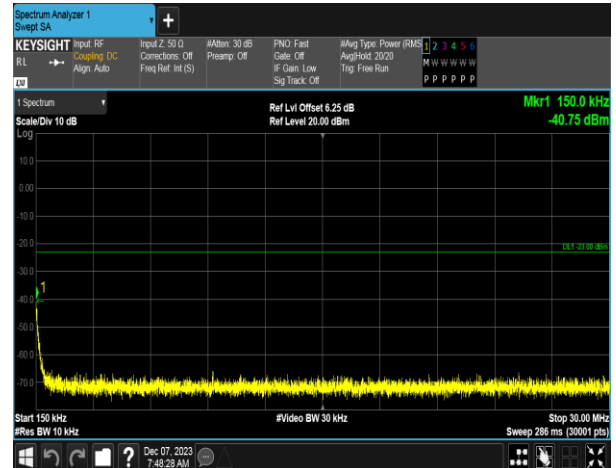 Spectrum Analyzer 1
Swept SA
+
KEYSIGHT Input: RF Input Z: 50 Ω #Atten: 30 dB PNO: Fast #Avg Type: Power (RMS 1 2 3 4 5 6
RL Coupling: DC Corrections: Off Preamp: Off Gate: Off Avg|Hold: 20/20 M W W W W W
Align: Auto Freq Ref: Int (S) IF Gain: Low Trig: Free Run
LXI Sig Track: Off P P P P P P
1 Spectrum Ref Lvl Offset 6.25 dB Mkr1 150.0 kHz
Scale/Div 10 dB Ref Level 20.00 dBm -40.75 dBm
Log
10.0
0.00
-10.0
-20.0
DL1 -23.00 dBm
-30.0
1
-40.0
-50.0
-60.0
-70.0
Start 150 kHz #Video BW 30 kHz Stop 30.00 MHz
#Res BW 10 kHz Sweep 286 ms (30001 pts)
? Dec 07, 2023
7:48:28 AM